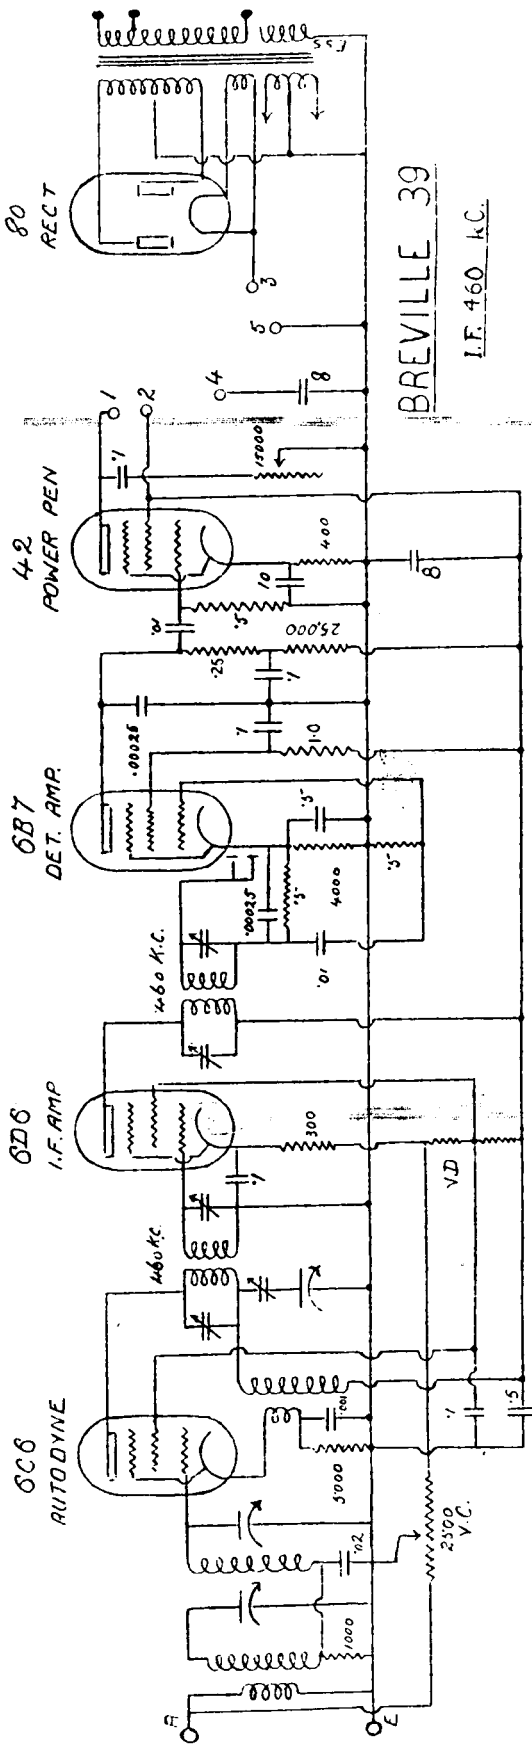 6C6
AUTODYNE
6D6
I.F. AMP
6B7
DET. AMP.
42
POWER PEN
80
RECT
460 K.C.
460 K.C.
.00025
.01
.1
1
2
3
4
5
.25
.5
25,000
10
400
15000
8
8
.1
.1
1.0
.00025
.5
.5
4000
.01
.5
300
.1
V.D
.001
5000
.02
1000
2500
V.C.
.1
.5
A
E
BREVILLE 39
I.F. 460 KC.